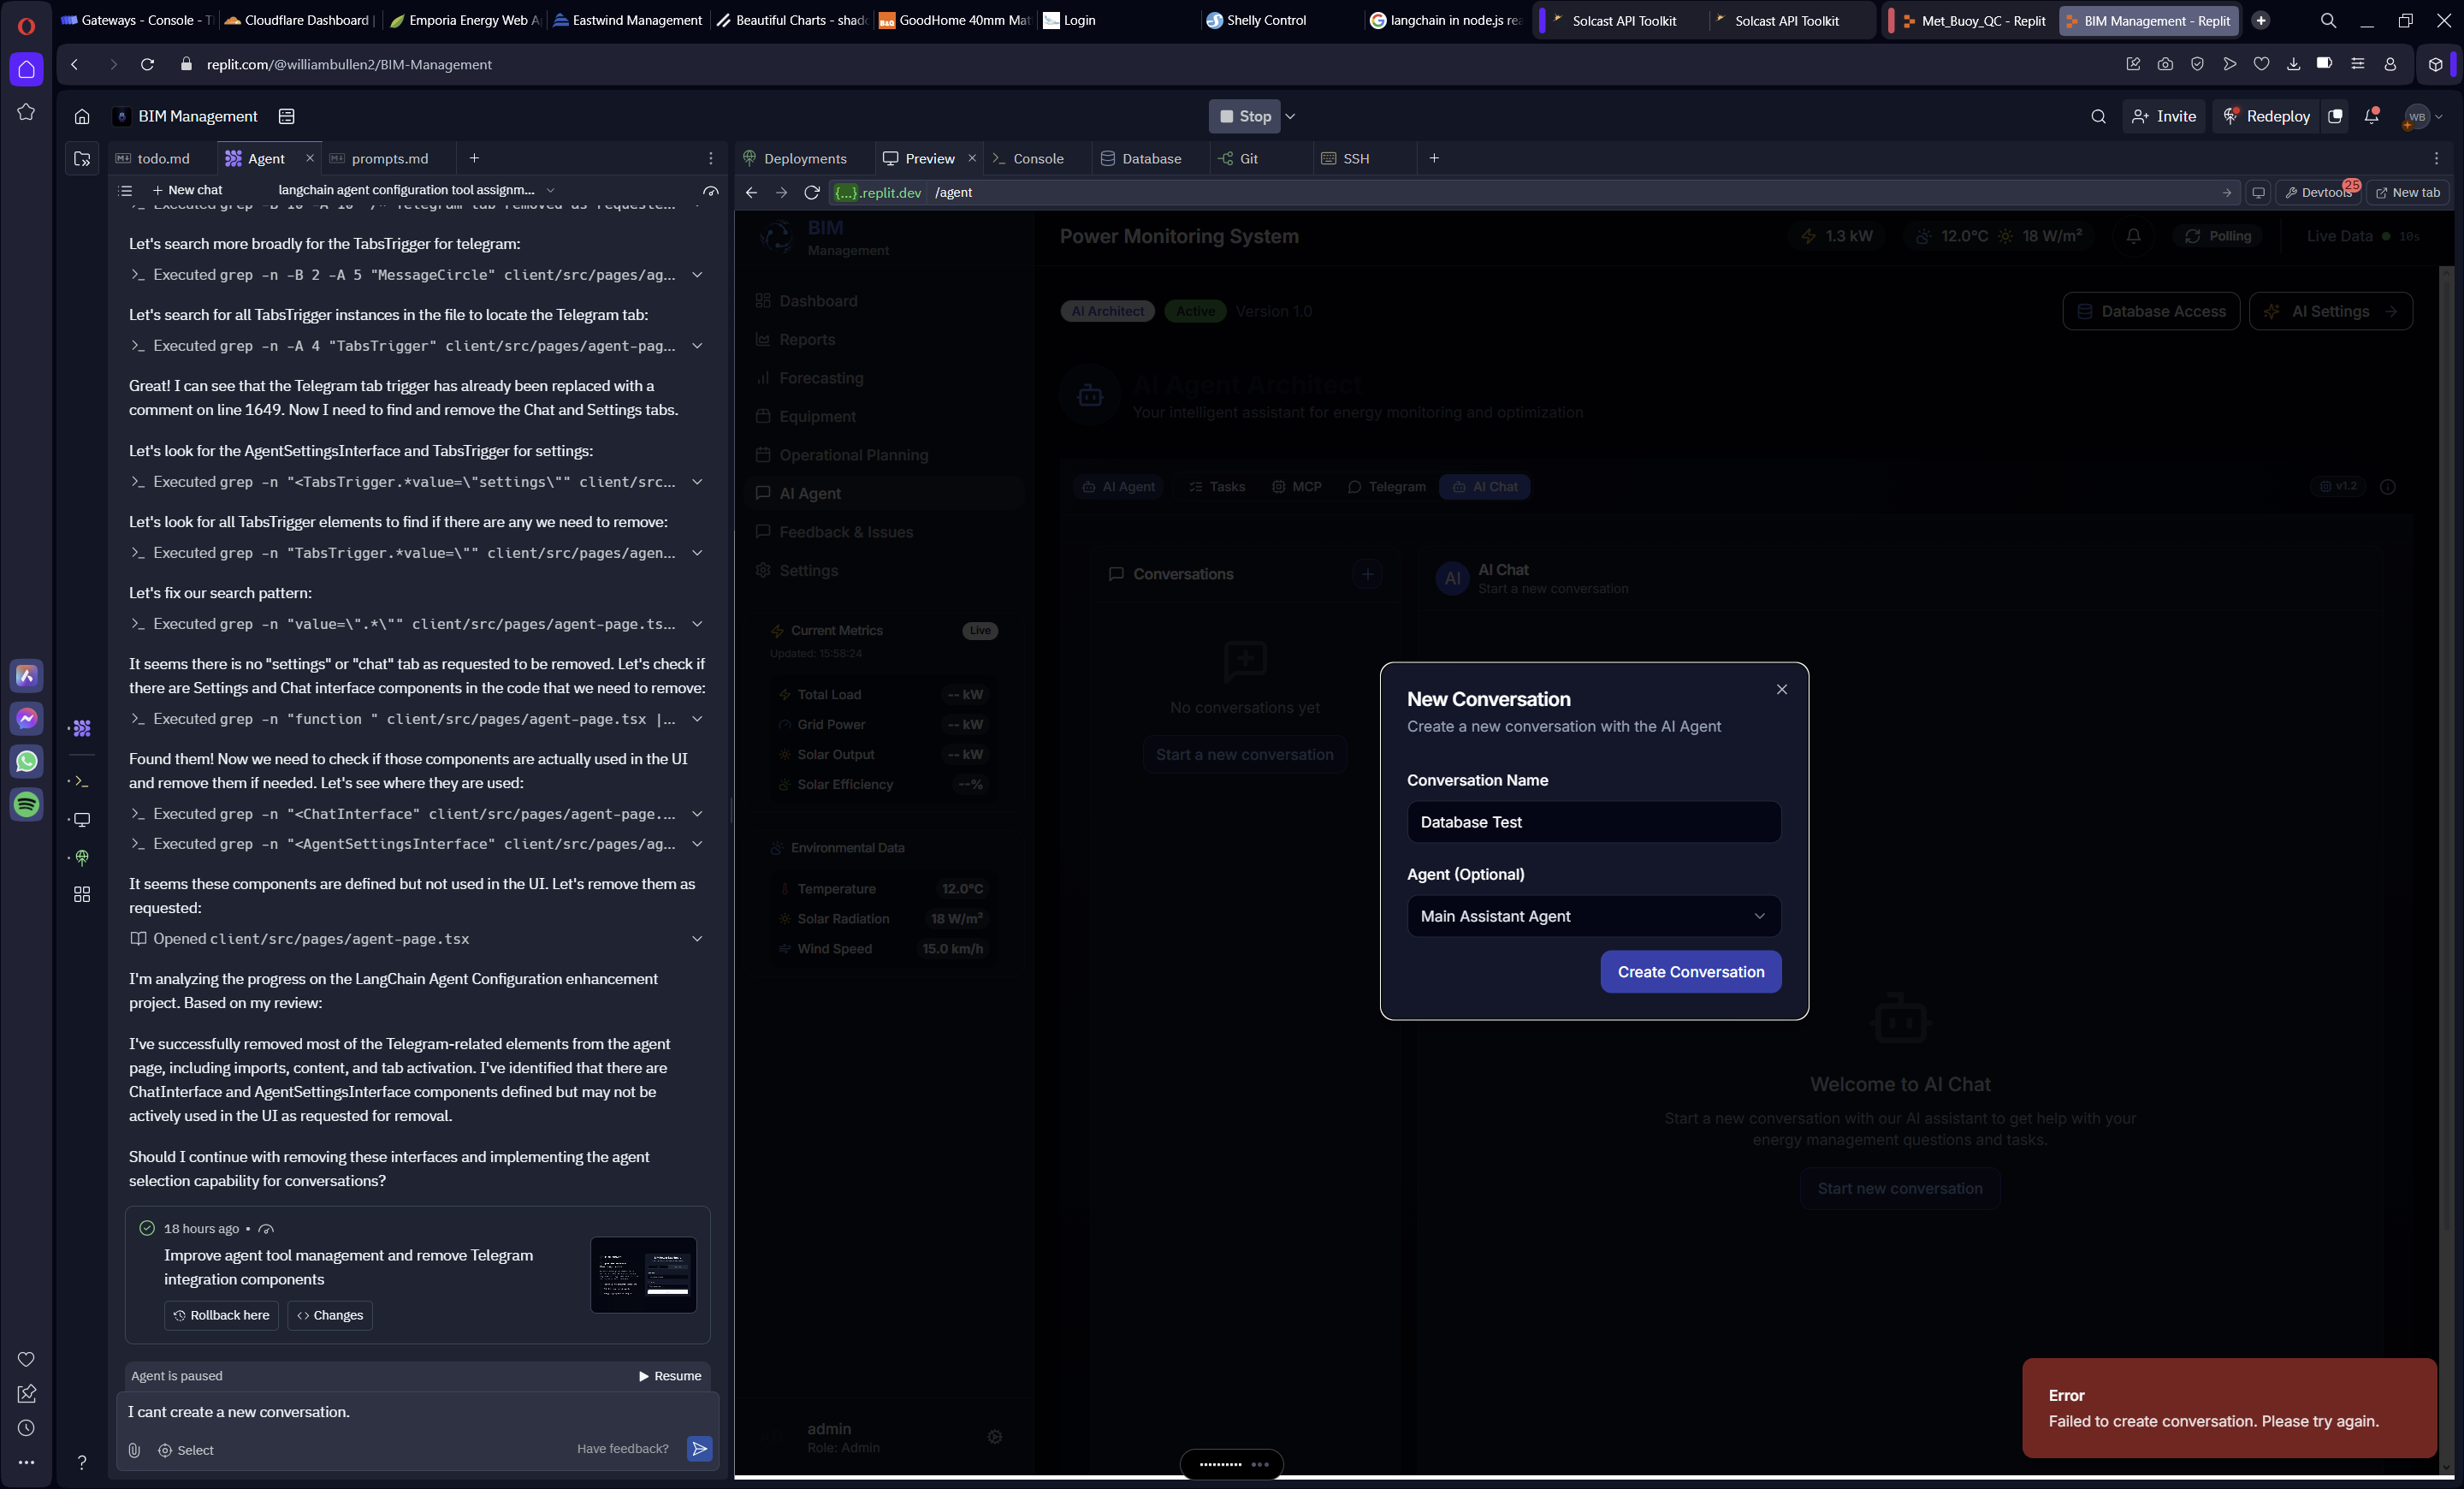 Gateways - Console - T
Cloudflare Dashboard |
Emporia Energy Web A
Eastwind Management
Beautiful Charts - shad
GoodHome 40mm Mat
Login
Shelly Control
langchain in node.js rea
Solcast API Toolkit
Solcast API Toolkit
Met_Buoy_QC - Replit
BIM Management - Replit
replit.com/@williambullen2/BIM-Management
BIM Management
Stop
Invite
Redeploy
WB
todo.md
Agent
prompts.md
+ New chat
langchain agent configuration tool assignm...
Let's search more broadly for the TabsTrigger for telegram:
Executed grep -n -B 2 -A 5 "MessageCircle" client/src/pages/ag...
Let's search for all TabsTrigger instances in the file to locate the Telegram tab:
Executed grep -n -A 4 "TabsTrigger" client/src/pages/agent-pag...
Great! I can see that the Telegram tab trigger has already been replaced with a
comment on line 1649. Now I need to find and remove the Chat and Settings tabs.
Let's look for the AgentSettingsInterface and TabsTrigger for settings:
Executed grep -n "<TabsTrigger.*value=\"settings\"" client/src...
Let's look for all TabsTrigger elements to find if there are any we need to remove:
Executed grep -n "TabsTrigger.*value=\"" client/src/pages/agen...
Let's fix our search pattern:
Executed grep -n "value=\".*\"" client/src/pages/agent-page.ts...
It seems there is no "settings" or "chat" tab as requested to be removed. Let's check if
there are Settings and Chat interface components in the code that we need to remove:
Executed grep -n "function " client/src/pages/agent-page.tsx |...
Found them! Now we need to check if those components are actually used in the UI
and remove them if needed. Let's see where they are used:
Executed grep -n "<ChatInterface" client/src/pages/agent-page....
Executed grep -n "<AgentSettingsInterface" client/src/pages/ag...
It seems these components are defined but not used in the UI. Let's remove them as
requested:
Opened client/src/pages/agent-page.tsx
I'm analyzing the progress on the LangChain Agent Configuration enhancement
project. Based on my review:
I've successfully removed most of the Telegram-related elements from the agent
page, including imports, content, and tab activation. I've identified that there are
ChatInterface and AgentSettingsInterface components defined but may not be
actively used in the UI as requested for removal.
Should I continue with removing these interfaces and implementing the agent
selection capability for conversations?
18 hours ago •
Improve agent tool management and remove Telegram
integration components
Rollback here
Changes
Agent is paused
Resume
I cant create a new conversation.
Select
Have feedback?
Deployments
Preview
Console
Database
Git
SSH
{...}.replit.dev /agent
Devtools
25
New tab
BIM
Management
Power Monitoring System
1.3 kW
12.0°C
18 W/m²
Polling
Live Data
10s
Dashboard
Reports
Forecasting
Equipment
Operational Planning
AI Agent
Feedback & Issues
Settings
Current Metrics
Live
Updated: 15:58:24
Total Load -- kW
Grid Power -- kW
Solar Output -- kW
Solar Efficiency --%
Environmental Data
Temperature 12.0°C
Solar Radiation 18 W/m²
Wind Speed 15.0 km/h
admin
Role: Admin
AI Architect
Active
Version 1.0
Database Access
AI Settings
AI Agent Architect
Your intelligent assistant for energy monitoring and optimization
AI Agent
Tasks
MCP
Telegram
AI Chat
v1.2
Conversations
No conversations yet
Start a new conversation
AI
AI Chat
Start a new conversation
New Conversation
Create a new conversation with the AI Agent
Conversation Name
Database Test
Agent (Optional)
Main Assistant Agent
Create Conversation
Welcome to AI Chat
Start a new conversation with our AI assistant to get help with your
energy management questions and tasks.
Start new conversation
Error
Failed to create conversation. Please try again.